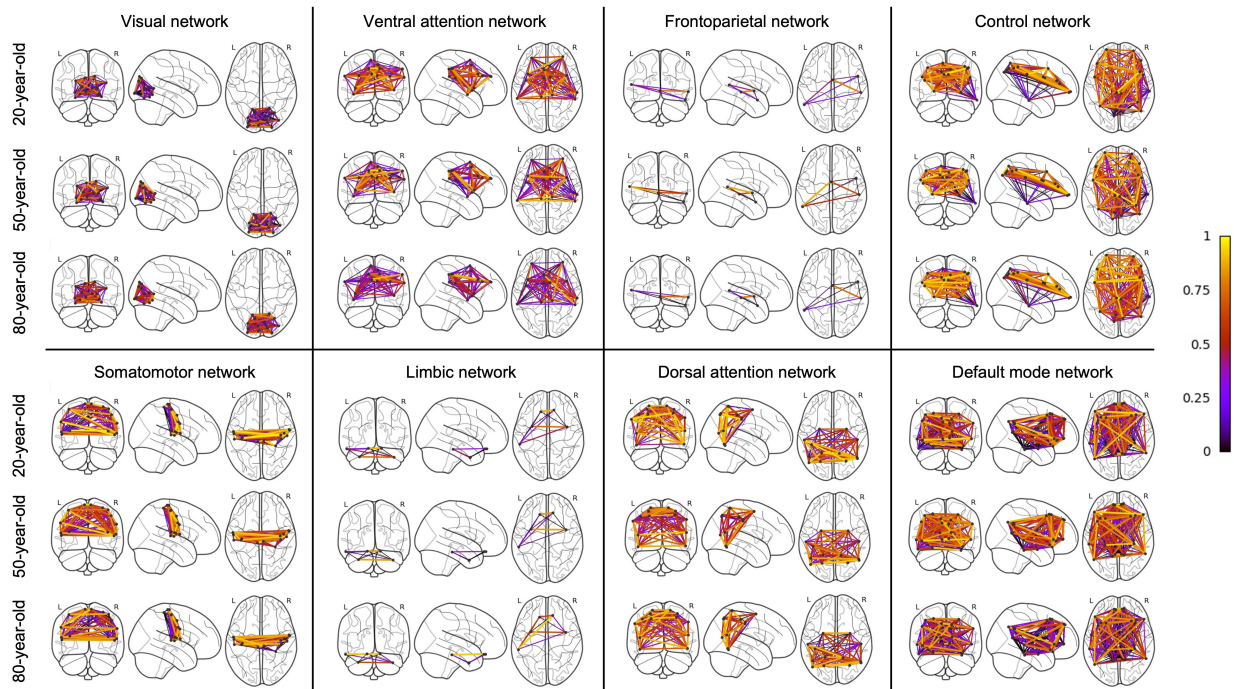 Visual network
Ventral attention network
Frontoparietal network
Control network
20-year-old
L R L R L R L R L R L R L R L R
50-year-old
L R L R L R L R L R L R L R L R
80-year-old
L R L R L R L R L R L R L R L R
1
0.75
0.5
0.25
0
Somatomotor network
Limbic network
Dorsal attention network
Default mode network
20-year-old
L R L R L R L R L R L R L R L R
50-year-old
L R L R L R L R L R L R L R L R
80-year-old
L R L R L R L R L R L R L R L R